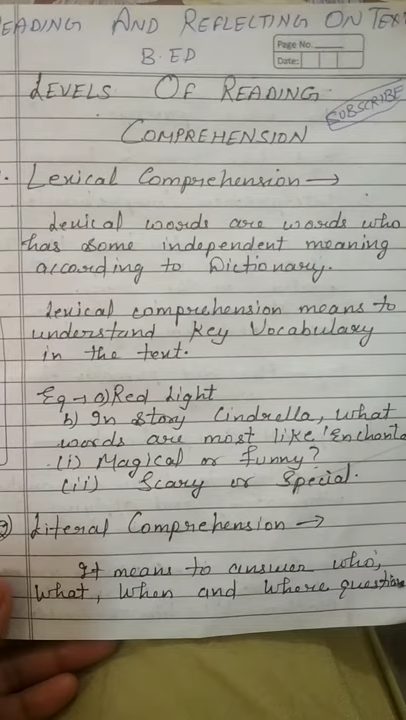 EADING AND REFLECTING ON TEXT
B.ED
Page No.
Date:
LEVELS OF READING
SUBSCRIBE
COMPREHENSION
1. Lexical Comprehension →
Lexical words are words who
has some independent meaning
according to Dictionary.
Lexical comprehension means to
understand key Vocabulary
in the text.
Eg → a) Red Light
b) In Story Cindrella, what
words are most like 'Enchante
(i) Magical or funny?
(ii) Scary or Special.
2) Literal Comprehension →
It means to answer who,
What, When and Where question